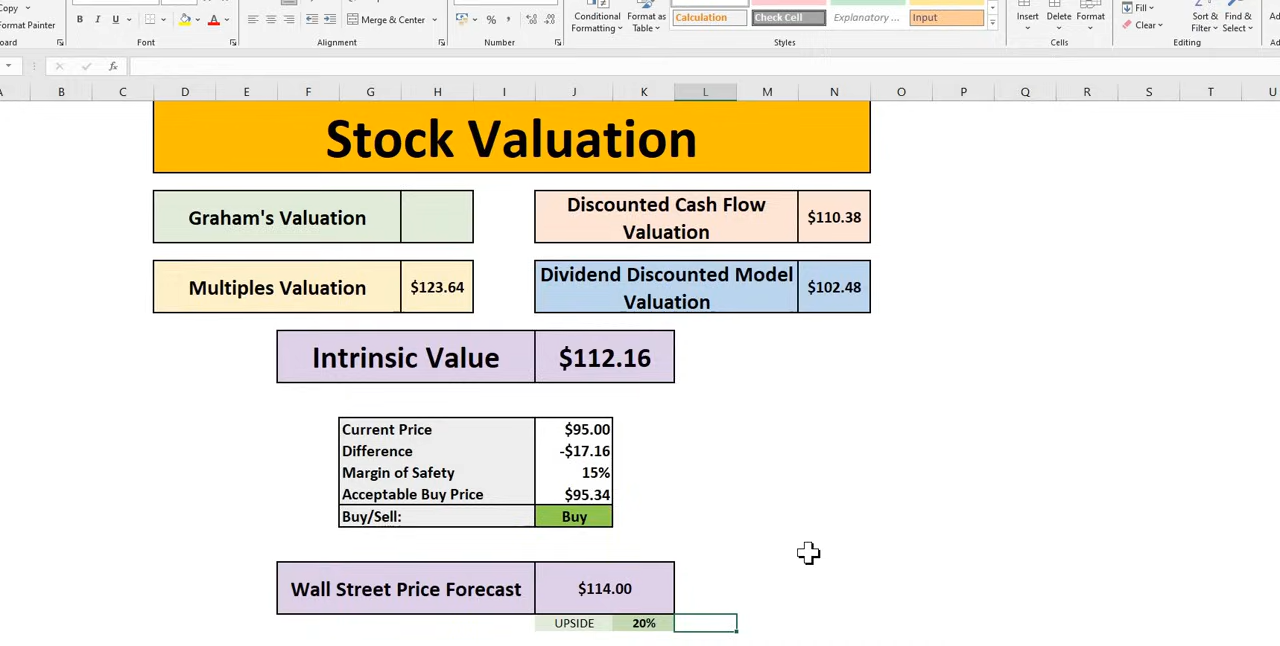 Copy
Format Painter
B I U
A
Merge & Center
%
Conditional Formatting
Format as Table
Calculation
Check Cell
Explanatory ...
Input
Insert
Delete
Format
Fill
Clear
Sort & Filter
Find & Select
Font
Alignment
Number
Styles
Cells
Editing
fx
A B C D E F G H I J K L M N O P Q R S T U
Stock Valuation
Graham's Valuation
Discounted Cash Flow
Valuation
$110.38
Multiples Valuation
$123.64
Dividend Discounted Model
Valuation
$102.48
Intrinsic Value
$112.16
Current Price $95.00
Difference -$17.16
Margin of Safety 15%
Acceptable Buy Price $95.34
Buy/Sell: Buy
Wall Street Price Forecast
$114.00
UPSIDE 20%